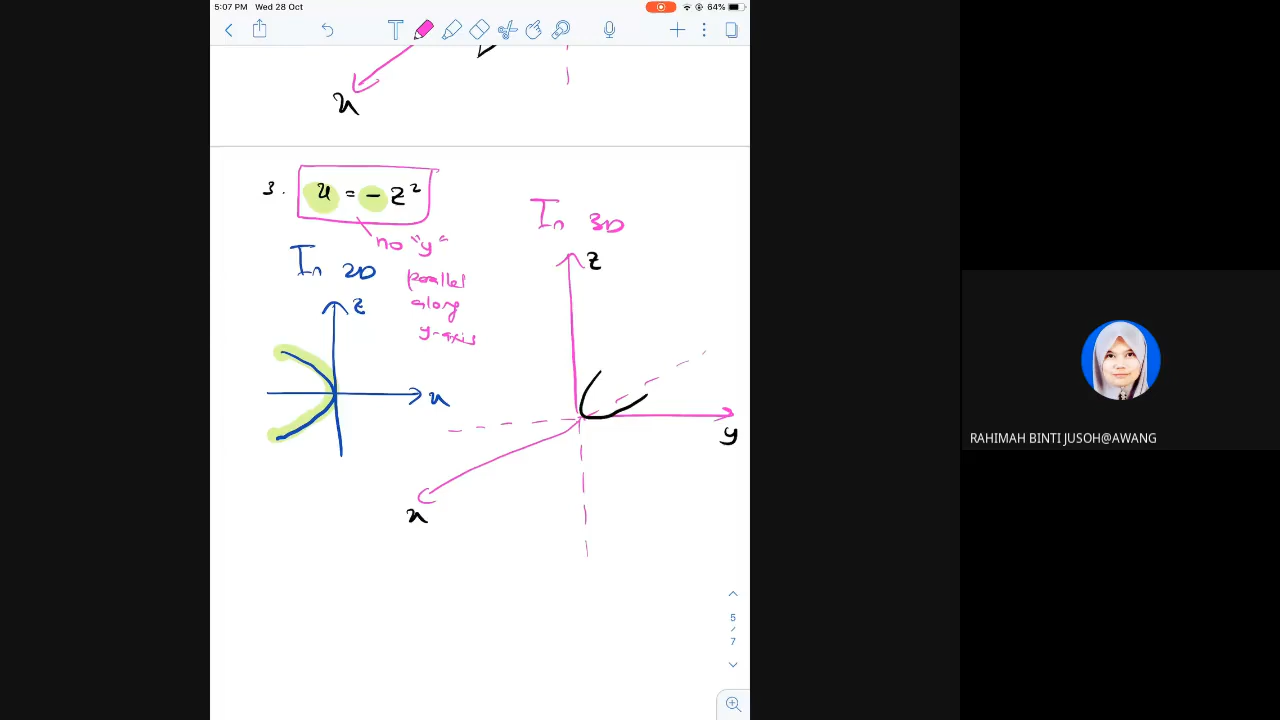 5:07 PM Wed 28 Oct
64%
T
x
3. x = - z²
no "y"
parallel
along
y-axis
In 2D
z
x
In 3D
z
y
x
5
/
7
RAHIMAH BINTI JUSOH@AWANG